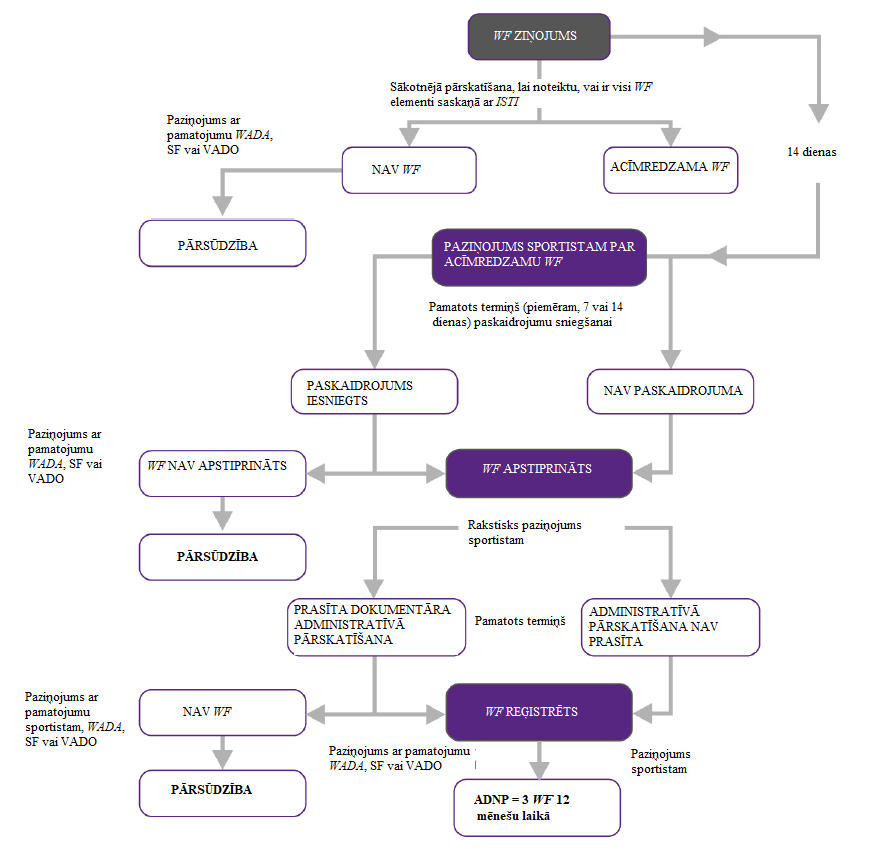 WF ZIŅOJUMS
Sākotnējā pārskatīšana, lai noteiktu, vai ir visi WF
elementi saskaņā ar ISTI
Paziņojums ar
pamatojumu WADA,
SF vai VADO
14 dienas
NAV WF
ACĪMREDZAMA WF
PĀRSŪDZĪBA
PAZIŅOJUMS SPORTISTAM PAR
ACĪMREDZAMU WF
Pamatots termiņš (piemēram, 7 vai 14
dienas) paskaidrojumu sniegšanai
PASKAIDROJUMS
IESNIEGTS
NAV PASKAIDROJUMA
Paziņojums ar
pamatojumu
WADA, SF vai
VADO
WF NAV APSTIPRINĀTS
WF APSTIPRINĀTS
PĀRSŪDZĪBA
Rakstisks paziņojums
sportistam
PRASĪTA DOKUMENTĀRA
ADMINISTRATĪVĀ
PĀRSKATĪŠANA
Pamatots termiņš
ADMINISTRATĪVĀ
PĀRSKATĪŠANA NAV
PRASĪTA
Paziņojums ar
pamatojumu
sportistam, WADA,
SF vai VADO
NAV WF
WF REĢISTRĒTS
Paziņojums ar pamatojumu
WADA, SF vai VADO
Paziņojums
sportistam
PĀRSŪDZĪBA
ADNP = 3 WF 12
mēnešu laikā